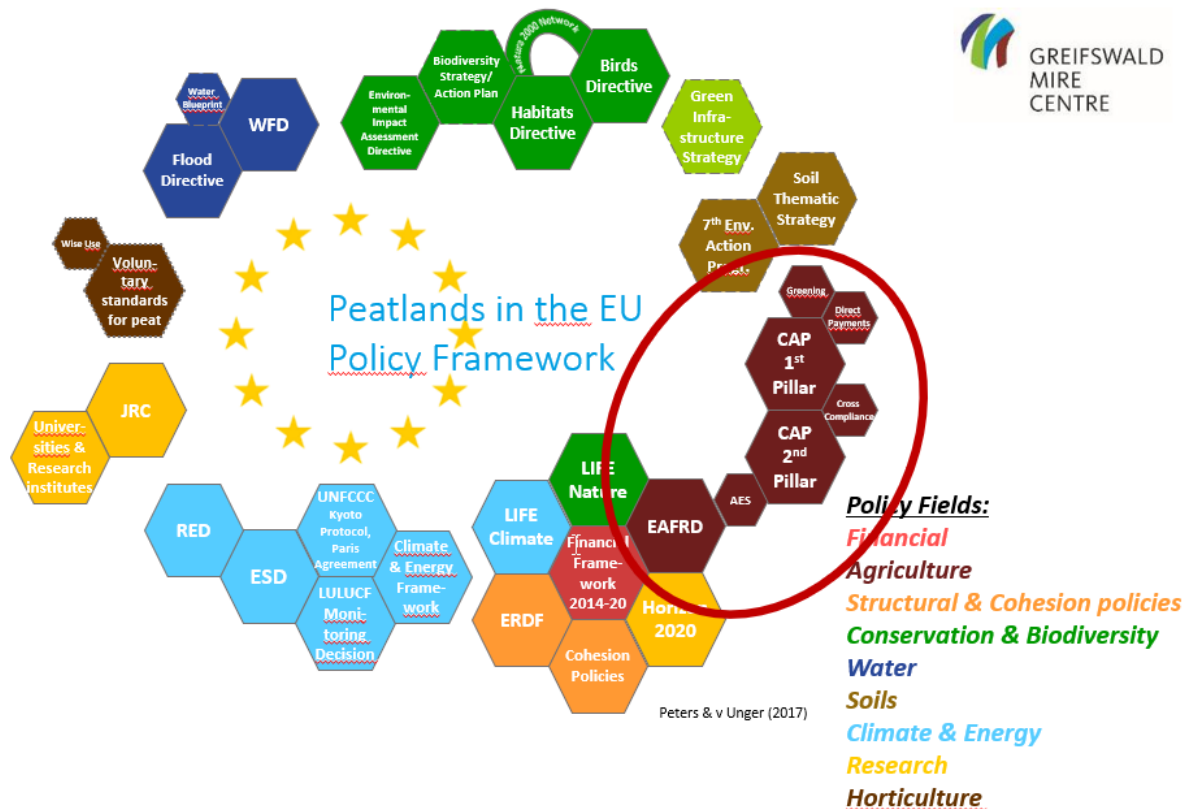 GREIFSWALD
MIRE
CENTRE
Water
Blueprint
WFD
Flood
Directive
Environ-
mental
Impact
Assessment
Directive
Biodiversity
Strategy/
Action Plan
Natura 2000 Network
Habitats
Directive
Birds
Directive
Green
Infra-
structure
Strategy
Soil
Thematic
Strategy
7th Env.
Action
Wise Use
Volun-
tary
standards
for peat
Peatlands in the EU
Policy Framework
Greening
Direct
Payments
CAP
1st
Pillar
Cross
Compliance
CAP
2nd
Pillar
AES
JRC
Univer-
sities &
Research
institutes
RED
ESD
UNFCCC
Kyoto
Protocol,
Paris
Agreement
LULUCF
Moni-
toring
Decision
Climate
& Energy
Frame-
work
LIFE
Nature
LIFE
Climate
EAFRD
Financial
Frame-
work
2014-20
ERDF
Horizon
2020
Cohesion
Policies
Peters & v Unger (2017)
Policy Fields:
Financial
Agriculture
Structural & Cohesion policies
Conservation & Biodiversity
Water
Soils
Climate & Energy
Research
Horticulture